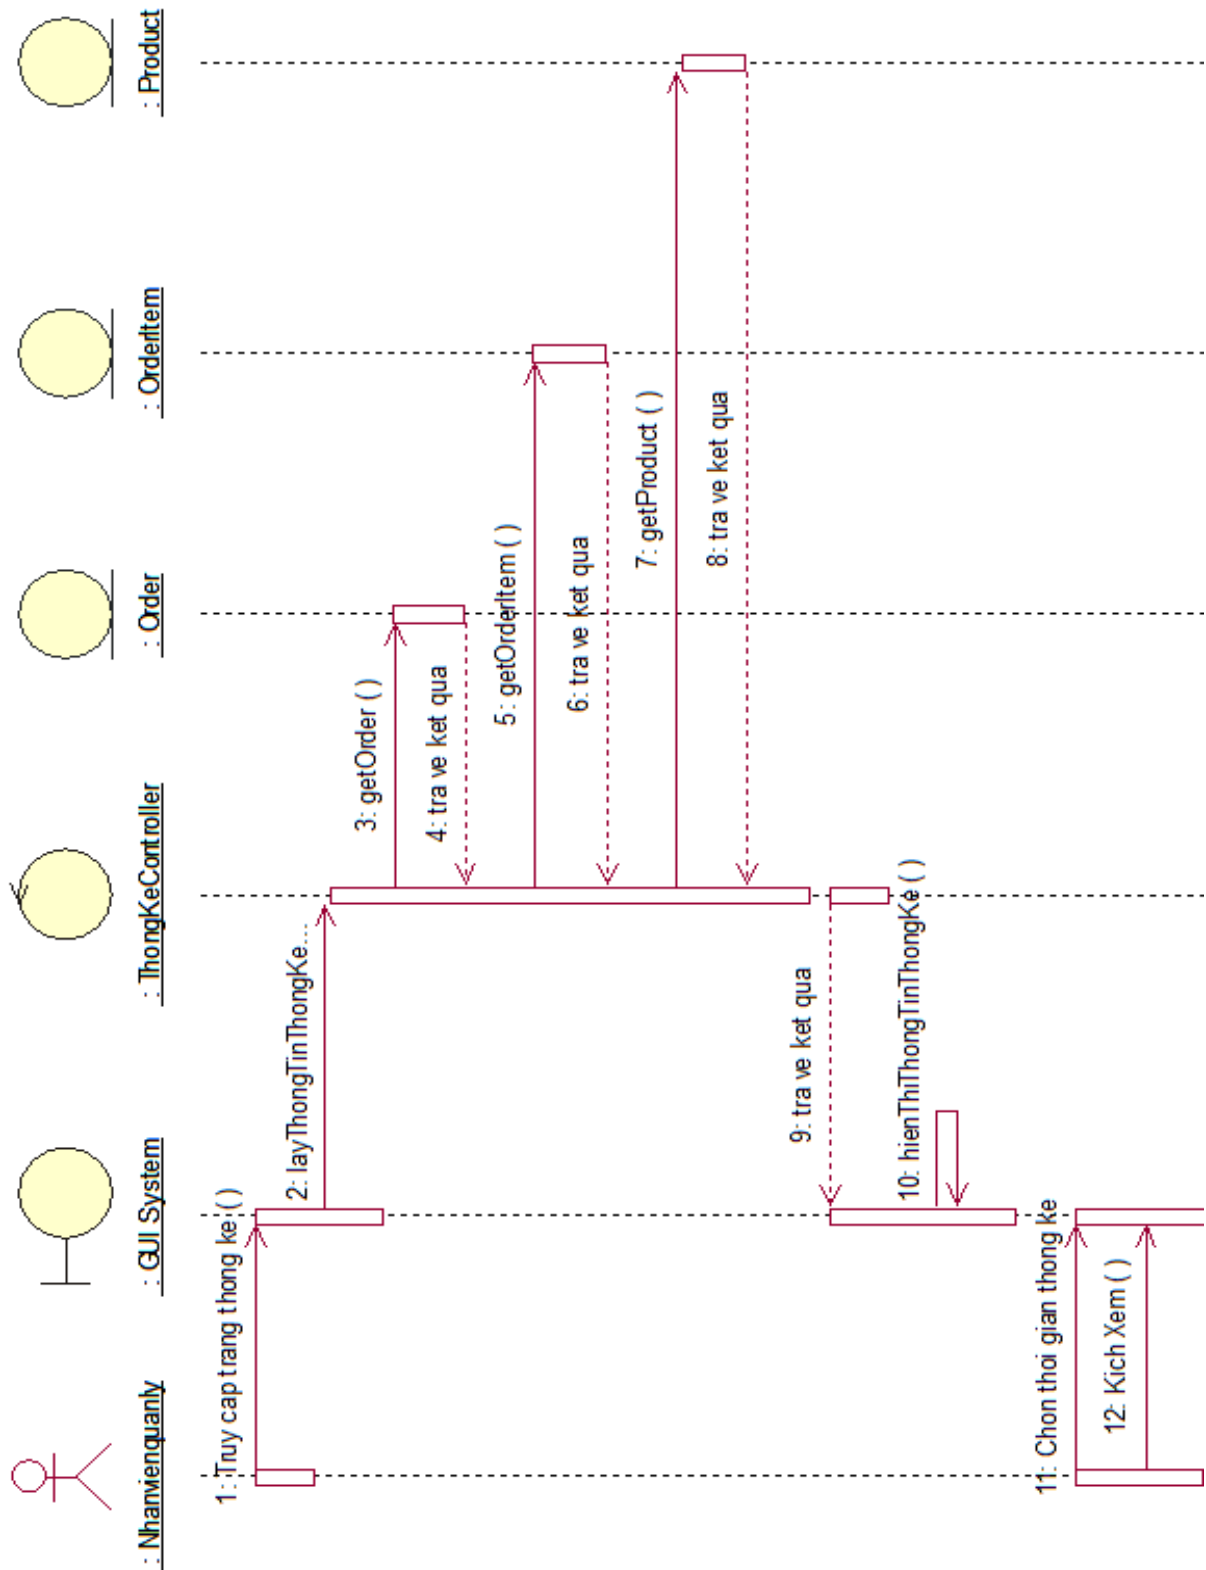 : Nhanvienquanly
: GUI System
: ThongKeController
: Order
: OrderItem
: Product
1: Truy cap trang thong ke ( )
2: layThongTinThongKe...
3: getOrder ( )
4: tra ve ket qua
5: getOrderItem ( )
6: tra ve ket qua
7: getProduct ( )
8: tra ve ket qua
9: tra ve ket qua
10: hienThiThongTinThongKe ( )
11: Chon thoi gian thong ke
12: Kich Xem ( )